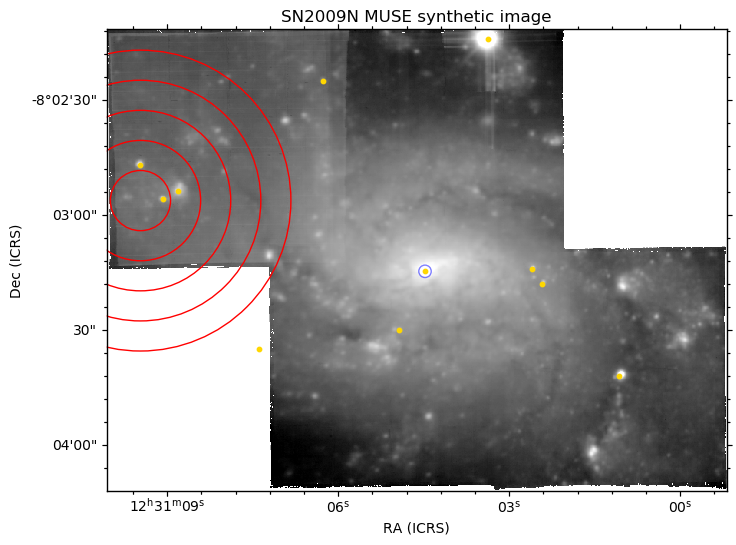 SN2009N MUSE synthetic image
-8°02'30"
03'00"
30"
04'00"
Dec (ICRS)
12ʰ31ᵐ09ˢ
06ˢ
03ˢ
00ˢ
RA (ICRS)